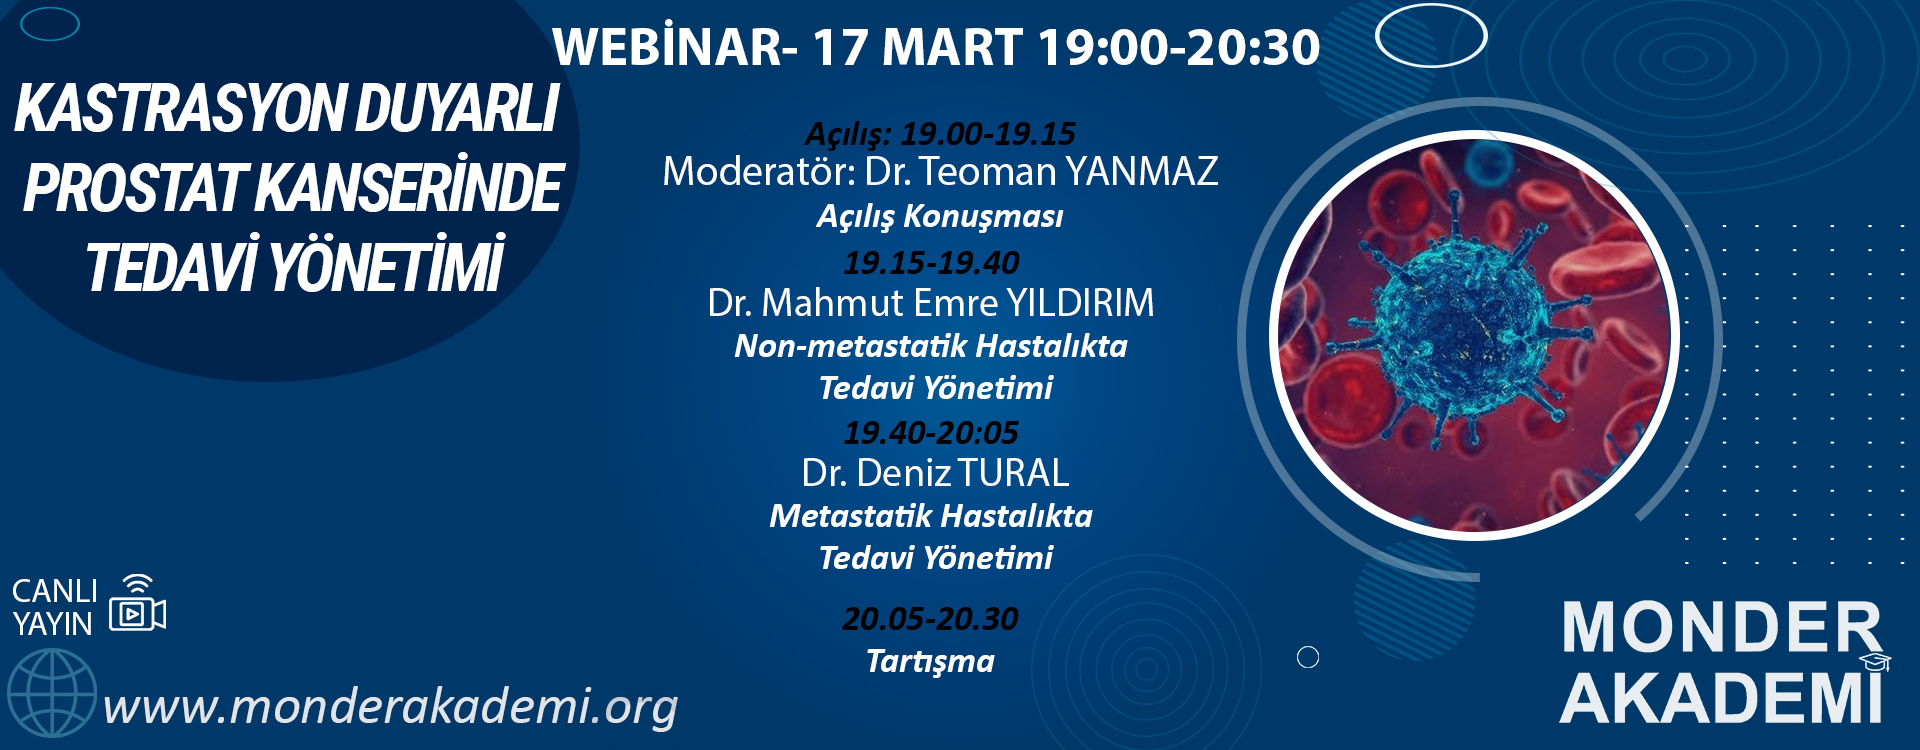 KASTRASYON DUYARLI
PROSTAT KANSERİNDE
TEDAVİ YÖNETİMİ
WEBİNAR- 17 MART 19:00-20:30
Açılış: 19.00-19.15
Moderatör: Dr. Teoman YANMAZ
Açılış Konuşması
19.15-19.40
Dr. Mahmut Emre YILDIRIM
Non-metastatik Hastalıkta
Tedavi Yönetimi
19.40-20:05
Dr. Deniz TURAL
Metastatik Hastalıkta
Tedavi Yönetimi
20.05-20.30
Tartışma
CANLI
YAYIN
www.monderakademi.org
MONDER
AKADEMİ